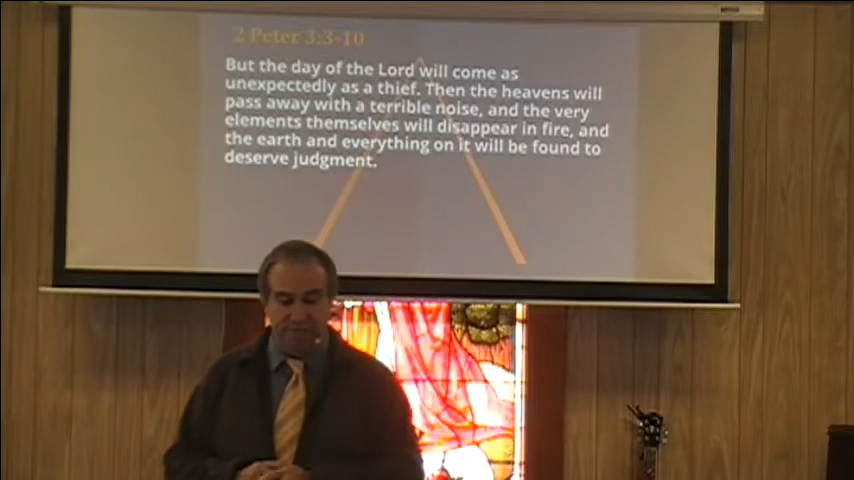 2 Peter 3:3-10
But the day of the Lord will come as
unexpectedly as a thief. Then the heavens will
pass away with a terrible noise, and the very
elements themselves will disappear in fire, and
the earth and everything on it will be found to
deserve judgment.